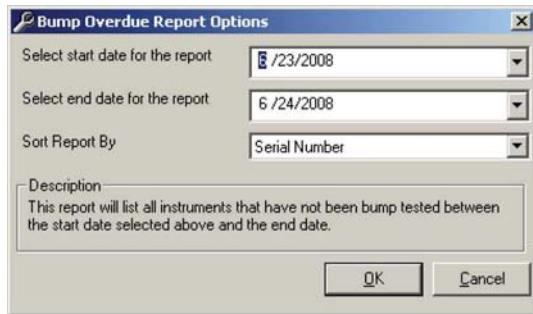 Bump Overdue Report Options
Select start date for the report
6 /23/2008
Select end date for the report
6 /24/2008
Sort Report By
Serial Number
Description
This report will list all instruments that have not been bump tested between
the start date selected above and the end date.
OK
Cancel